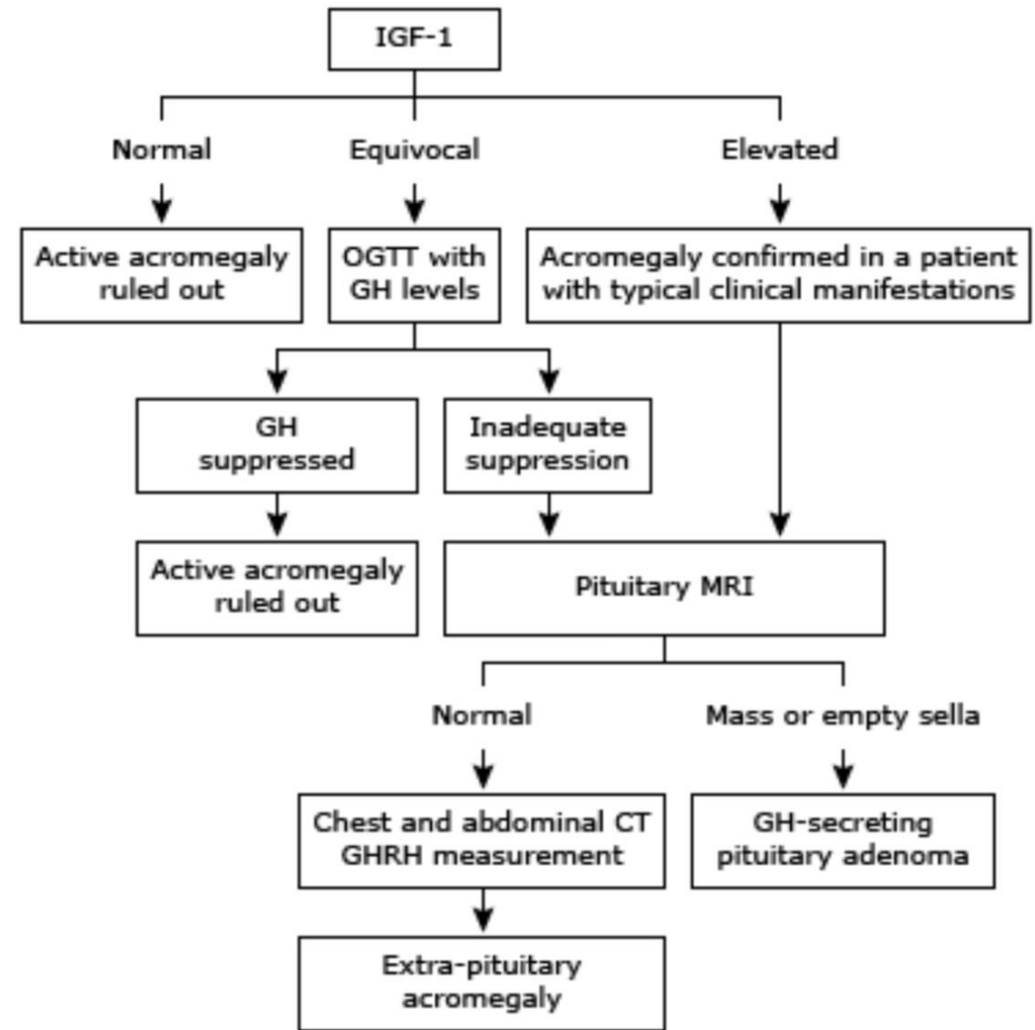 IGF-1
Normal
Equivocal
Elevated
Active acromegaly
ruled out
OGTT with
GH levels
Acromegaly confirmed in a patient
with typical clinical manifestations
GH
suppressed
Inadequate
suppression
Active acromegaly
ruled out
Pituitary MRI
Normal
Mass or empty sella
Chest and abdominal CT
GHRH measurement
GH-secreting
pituitary adenoma
Extra-pituitary
acromegaly